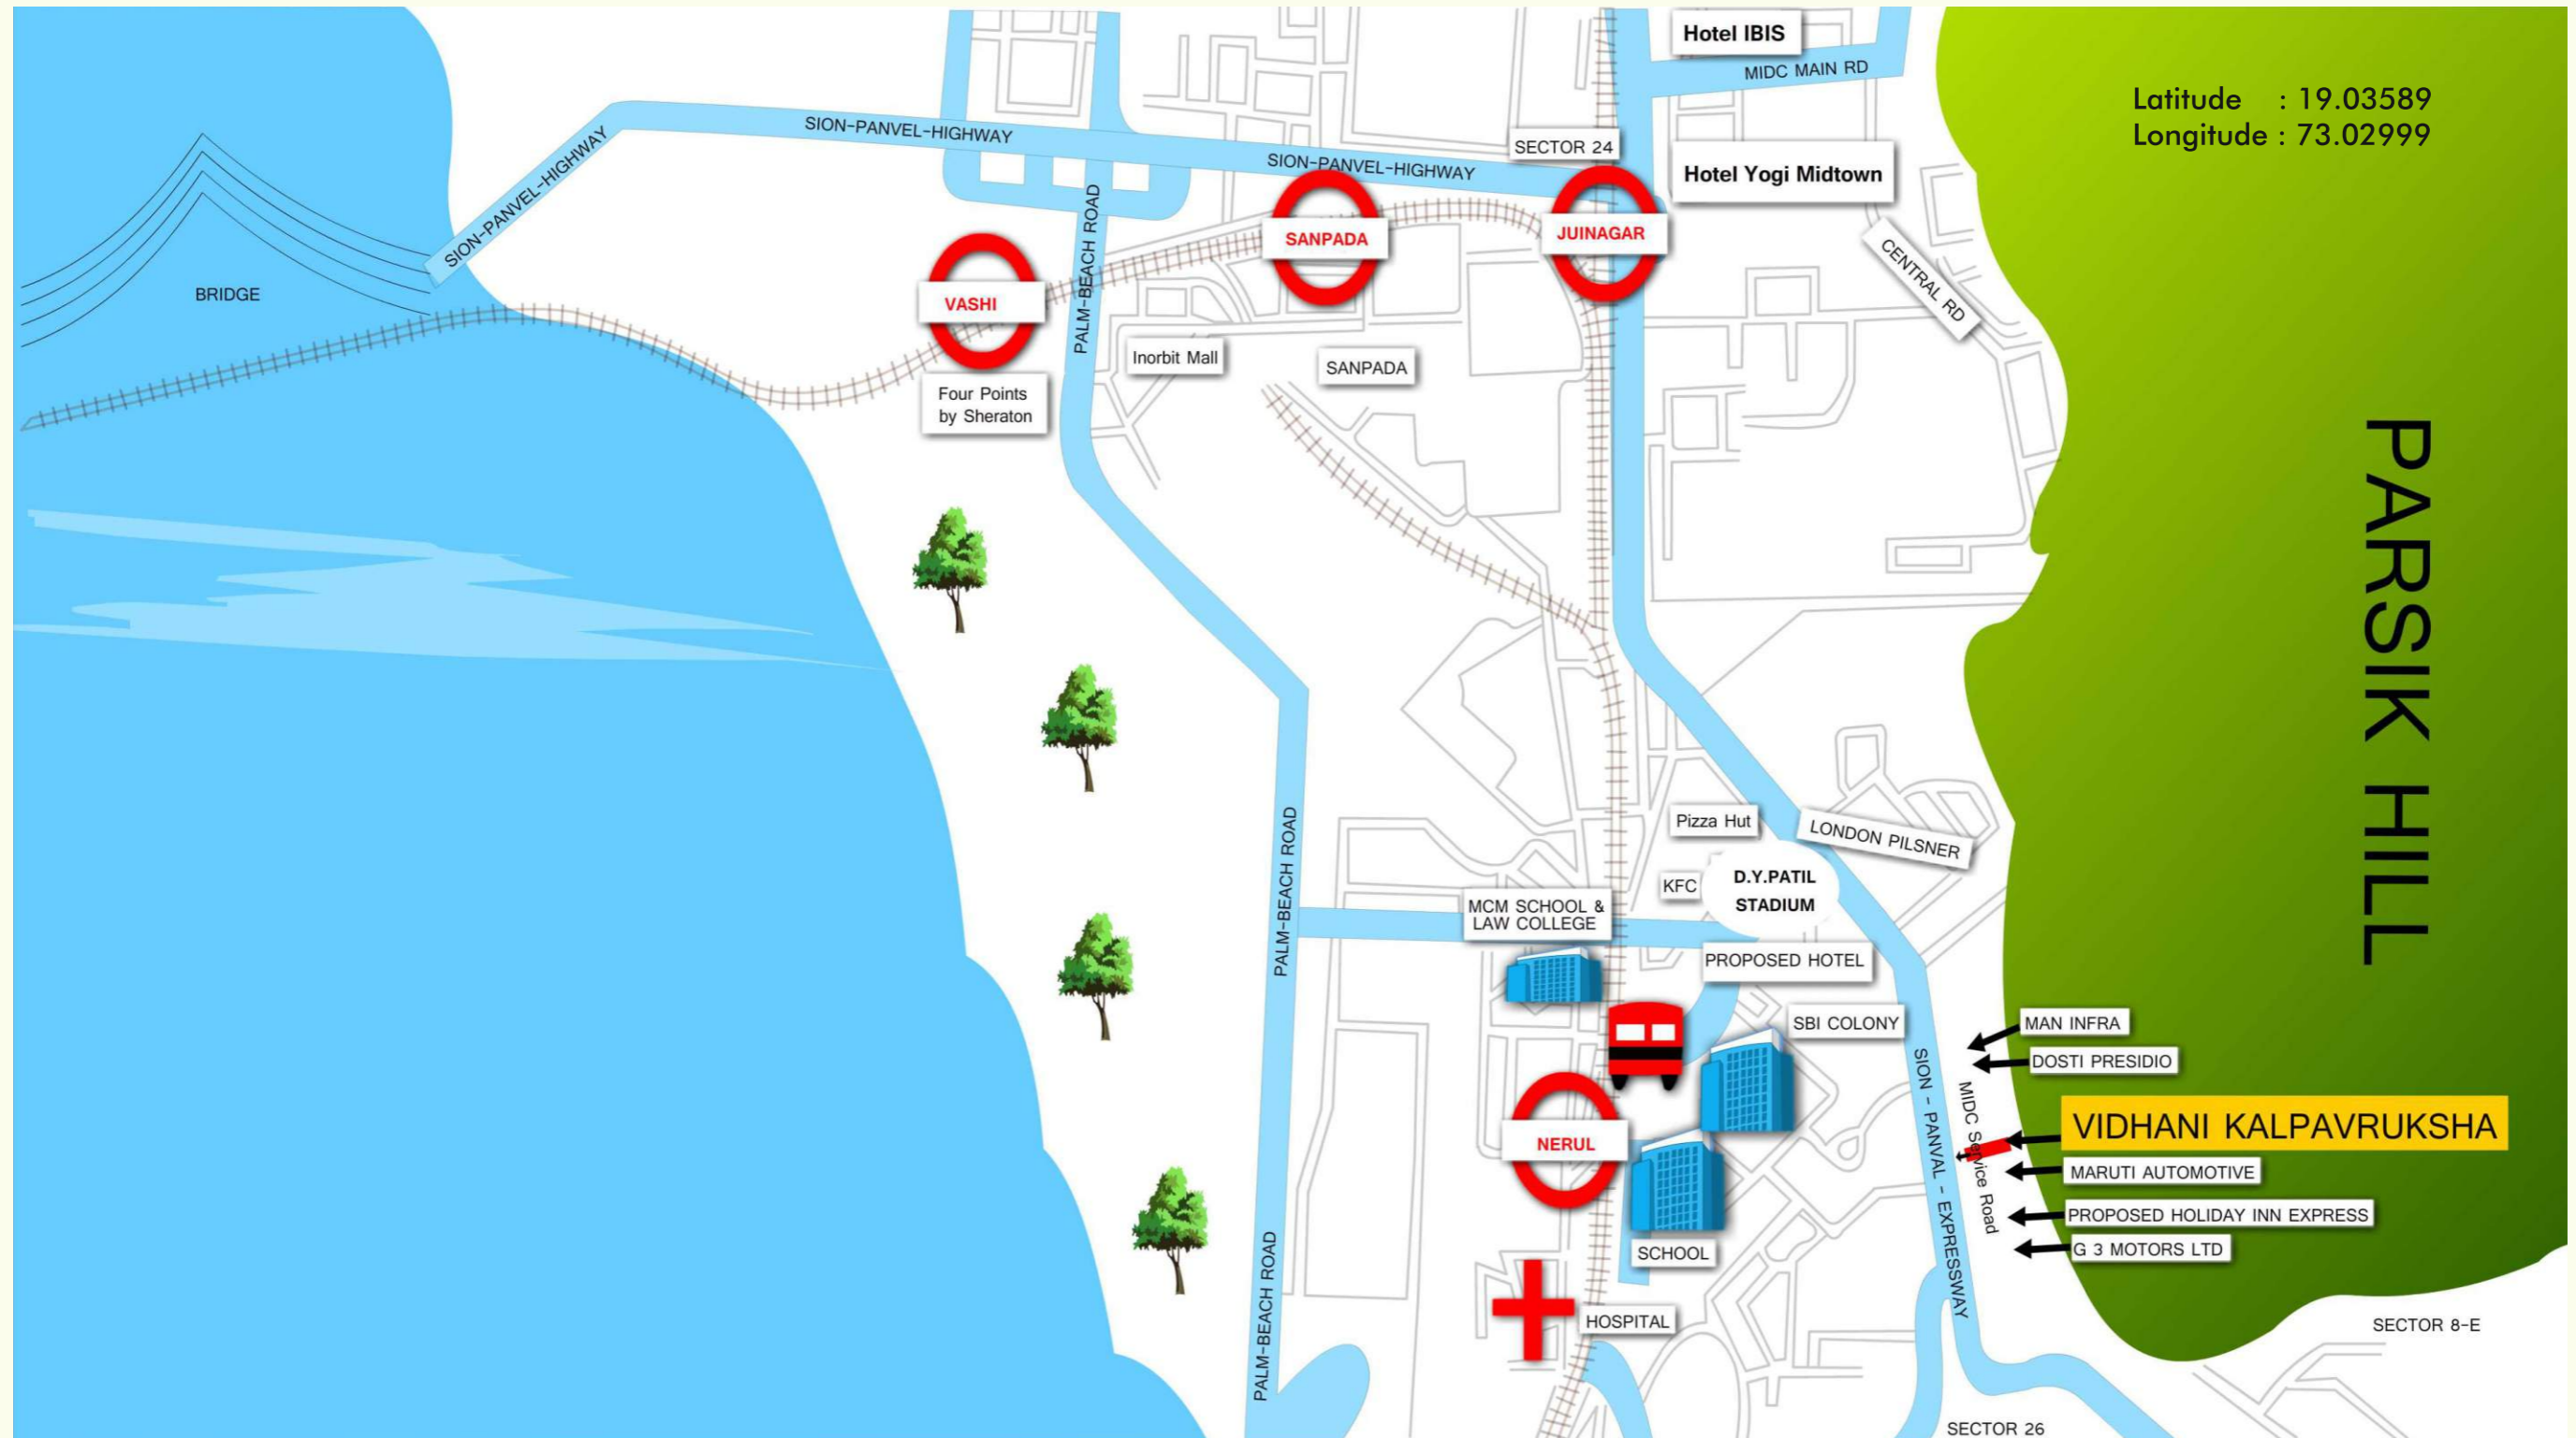 Hotel IBIS
MIDC MAIN RD
Latitude : 19.03589
Longitude : 73.02999
SION-PANVEL-HIGHWAY
SION-PANVEL-HIGHWAY
SION-PANVEL-HIGHWAY
SECTOR 24
Hotel Yogi Midtown
BRIDGE
VASHI
PALM-BEACH ROAD
SANPADA
JUINAGAR
CENTRAL RD
Inorbit Mall
SANPADA
Four Points
by Sheraton
PARSIK HILL
Pizza Hut
LONDON PILSNER
KFC
D.Y.PATIL
STADIUM
PALM-BEACH ROAD
MCM SCHOOL &
LAW COLLEGE
PROPOSED HOTEL
SBI COLONY
MAN INFRA
DOSTI PRESIDIO
SION - PANVAL - EXPRESSWAY
MIDC Service Road
VIDHANI KALPAVRUKSHA
NERUL
MARUTI AUTOMOTIVE
PROPOSED HOLIDAY INN EXPRESS
SCHOOL
G 3 MOTORS LTD
PALM-BEACH ROAD
HOSPITAL
SECTOR 8-E
SECTOR 26